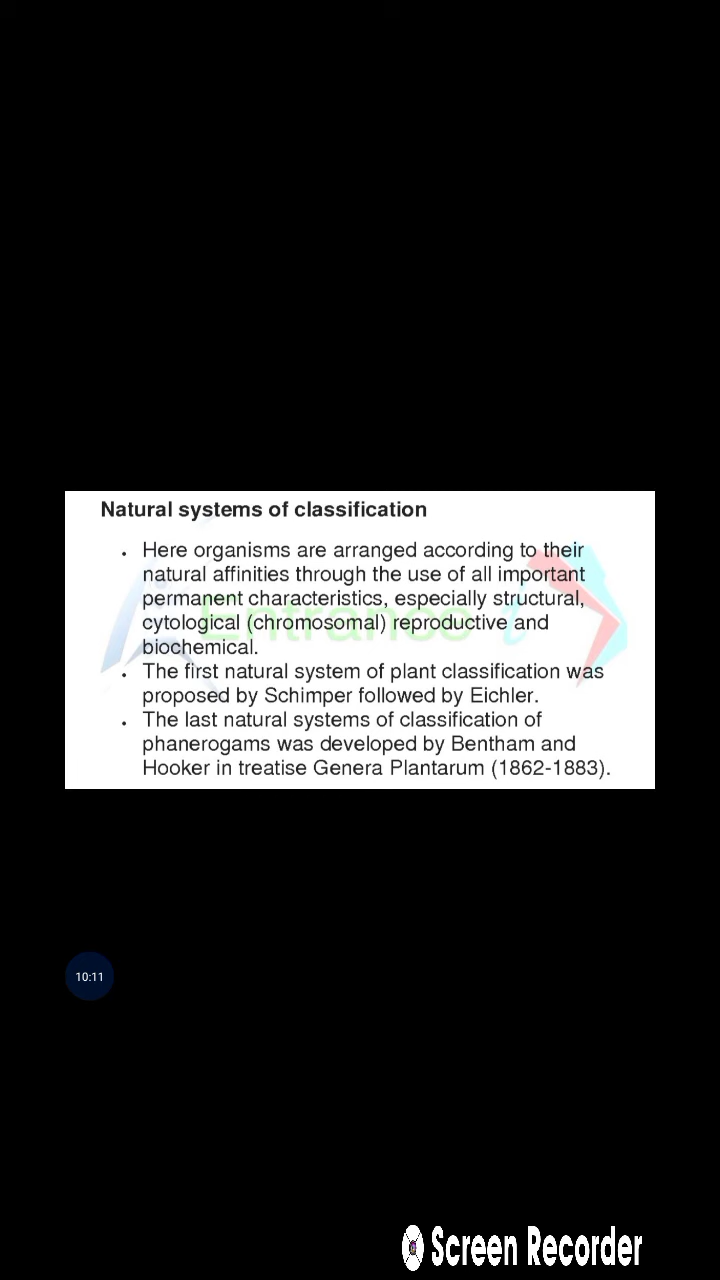 Natural systems of classification
• Here organisms are arranged according to their
natural affinities through the use of all important
permanent characteristics, especially structural,
cytological (chromosomal) reproductive and
biochemical.
• The first natural system of plant classification was
proposed by Schimper followed by Eichler.
• The last natural systems of classification of
phanerogams was developed by Bentham and
Hooker in treatise Genera Plantarum (1862-1883).
Entrance i
10:11
Screen Recorder